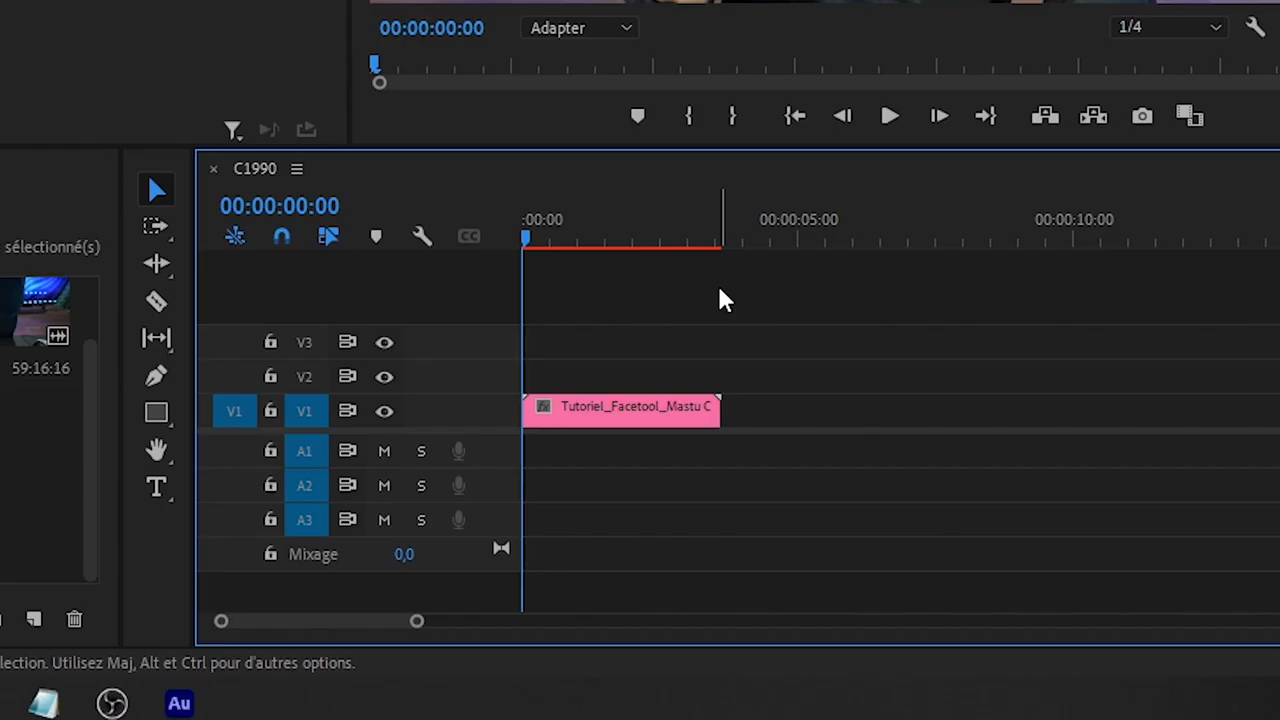 00:00:00:00
Adapter
1/4
× C1990
00:00:00:00
:00:00
00:00:05:00
00:00:10:00
CC
sélectionné(s)
59:16:16
V3
V2
V1
V1
Tutoriel_Facetool_Mastu C
A1
M
S
A2
M
S
A3
M
S
Mixage
0,0
T
lection. Utilisez Maj, Alt et Ctrl pour d'autres options.
Au